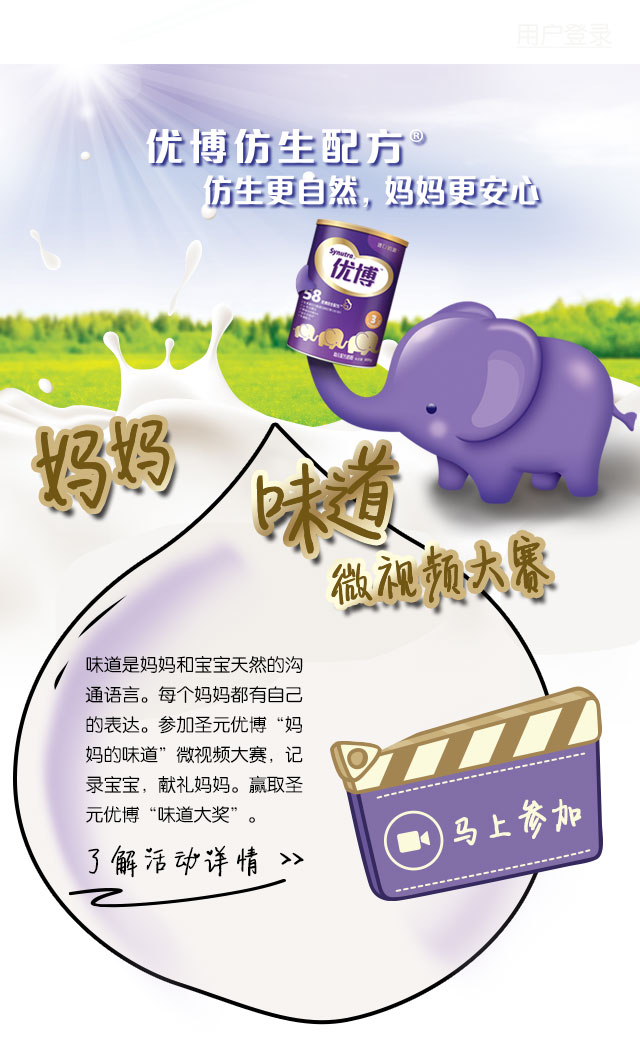 用户登录
优博仿生配方®
仿生更自然，妈妈更安心
Synutra
优博
58
3
妈妈
味道
微视频大赛
味道是妈妈和宝宝天然的沟
通语言。每个妈妈都有自己
的表达。参加圣元优博“妈
妈的味道”微视频大赛，记
录宝宝，献礼妈妈。赢取圣
元优博“味道大奖”。
了解活动详情 >>
马上参加